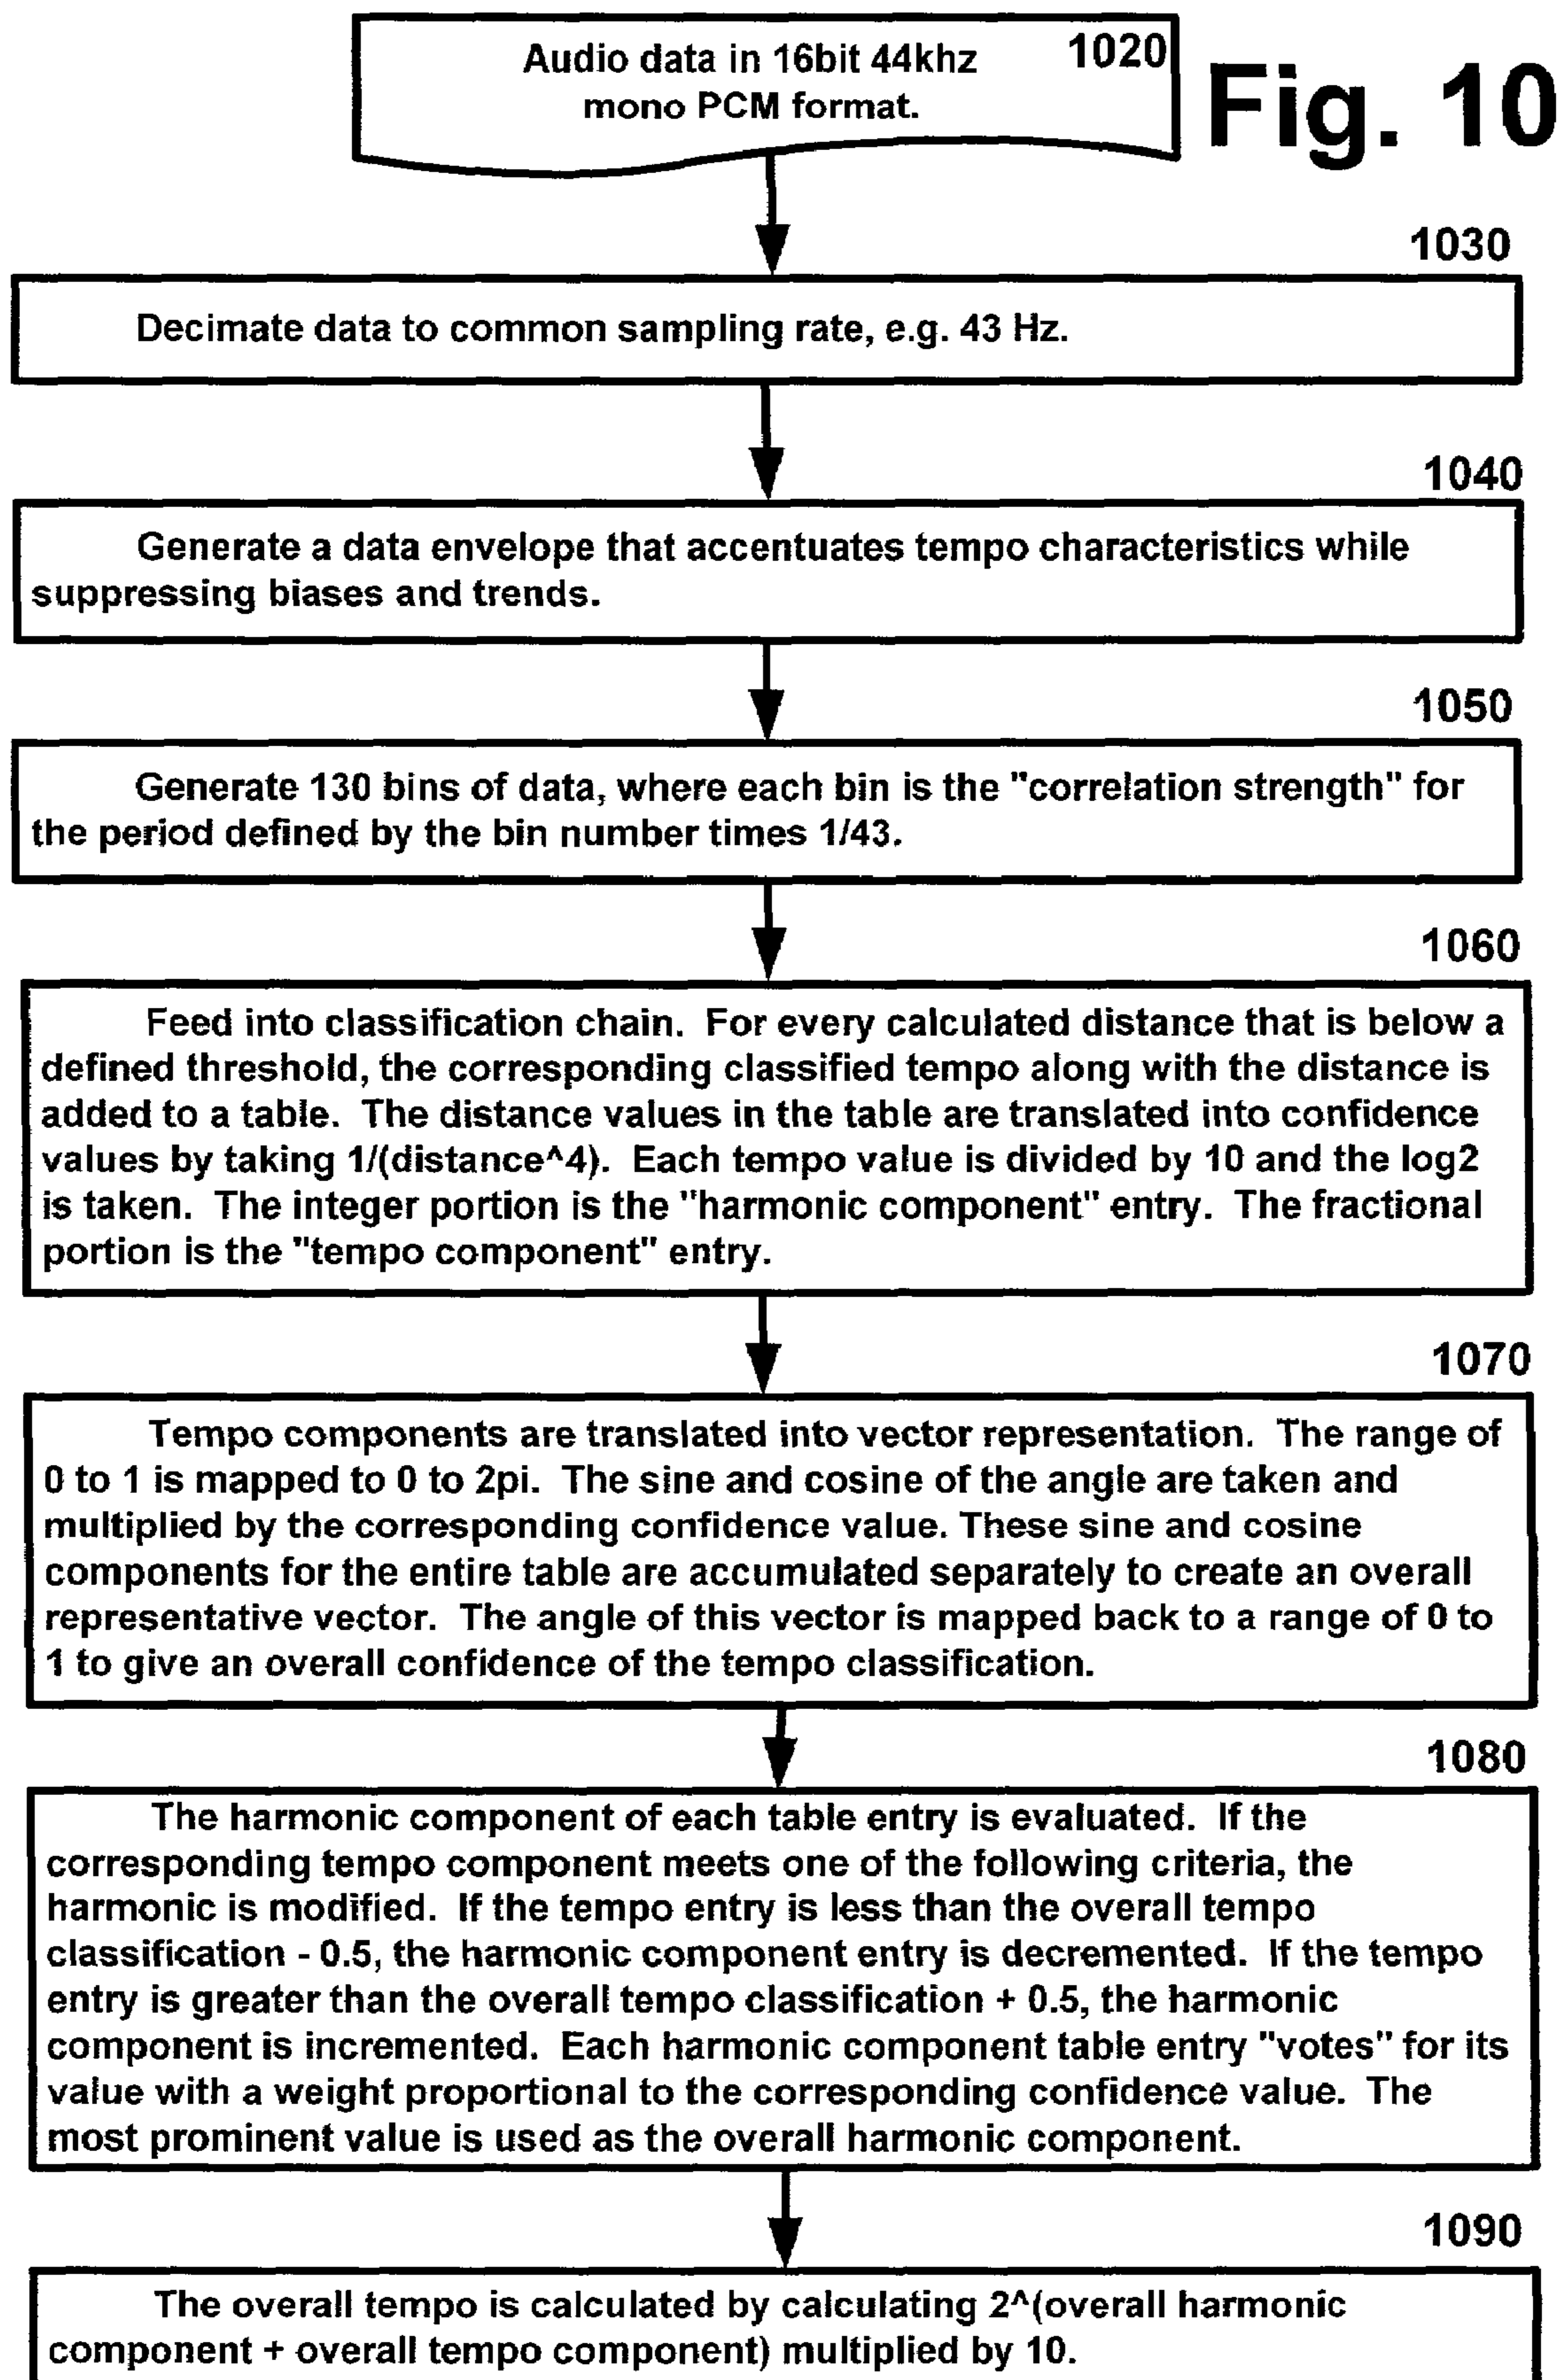 Audio data in 16bit 44khz 1020
mono PCM format.
Fig. 10
1030
Decimate data to common sampling rate, e.g. 43 Hz.
1040
Generate a data envelope that accentuates tempo characteristics while
suppressing biases and trends.
1050
Generate 130 bins of data, where each bin is the "correlation strength" for
the period defined by the bin number times 1/43.
1060
Feed into classification chain. For every calculated distance that is below a
defined threshold, the corresponding classified tempo along with the distance is
added to a table. The distance values in the table are translated into confidence
values by taking 1/(distance^4). Each tempo value is divided by 10 and the log2
is taken. The integer portion is the "harmonic component" entry. The fractional
portion is the "tempo component" entry.
1070
Tempo components are translated into vector representation. The range of
0 to 1 is mapped to 0 to 2pi. The sine and cosine of the angle are taken and
multiplied by the corresponding confidence value. These sine and cosine
components for the entire table are accumulated separately to create an overall
representative vector. The angle of this vector is mapped back to a range of 0 to
1 to give an overall confidence of the tempo classification.
1080
The harmonic component of each table entry is evaluated. If the
corresponding tempo component meets one of the following criteria, the
harmonic is modified. If the tempo entry is less than the overall tempo
classification - 0.5, the harmonic component entry is decremented. If the tempo
entry is greater than the overall tempo classification + 0.5, the harmonic
component is incremented. Each harmonic component table entry "votes" for its
value with a weight proportional to the corresponding confidence value. The
most prominent value is used as the overall harmonic component.
1090
The overall tempo is calculated by calculating 2^(overall harmonic
component + overall tempo component) multiplied by 10.